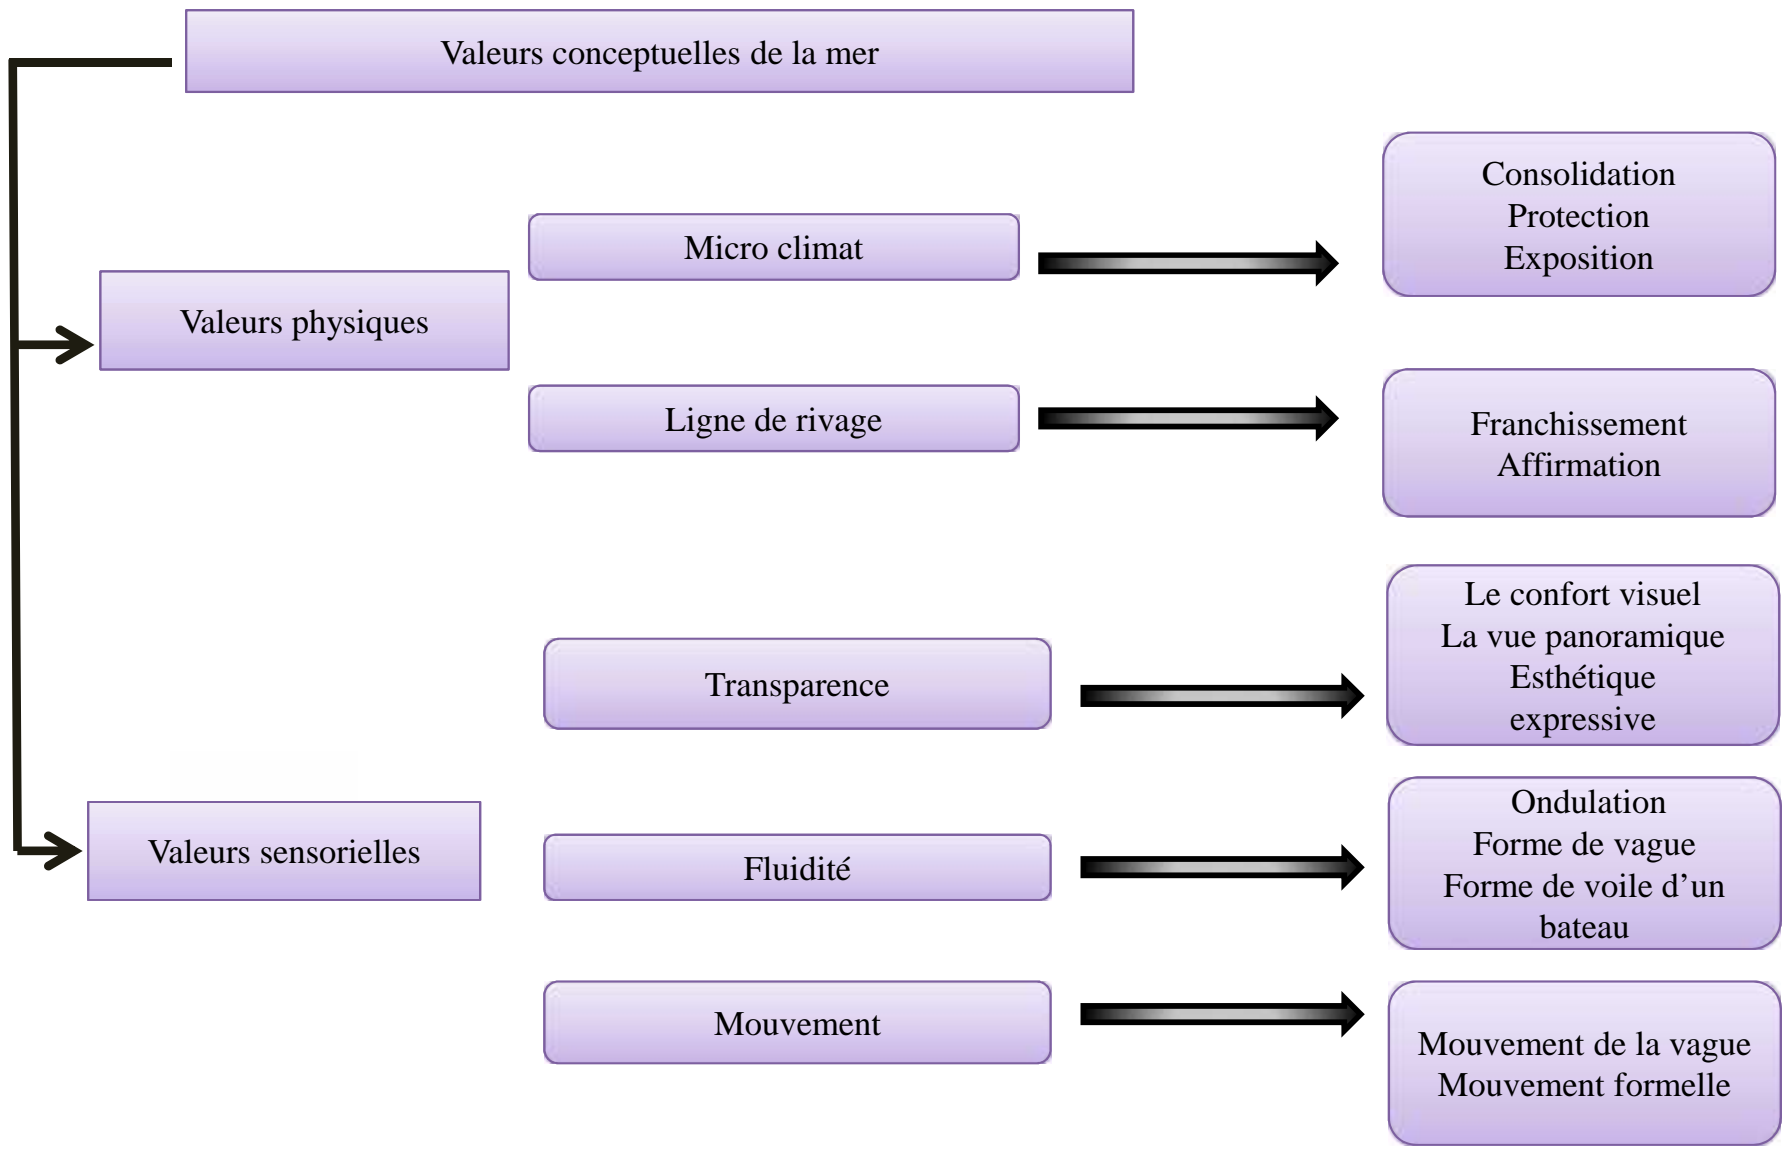 Valeurs conceptuelles de la mer
Valeurs physiques
Micro climat
Consolidation
Protection
Exposition
Ligne de rivage
Franchissement
Affirmation
Valeurs sensorielles
Transparence
Le confort visuel
La vue panoramique
Esthétique
expressive
Fluidité
Ondulation
Forme de vague
Forme de voile d’un
bateau
Mouvement
Mouvement de la vague
Mouvement formelle